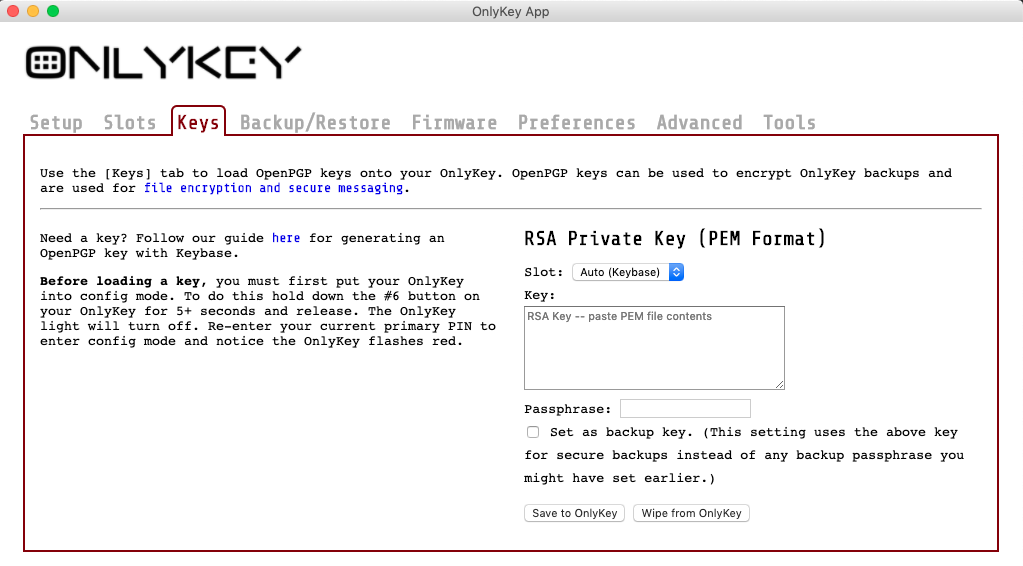 OnlyKey App
ONLYKEY
Setup Slots Keys Backup/Restore Firmware Preferences Advanced Tools
Use the [Keys] tab to load OpenPGP keys onto your OnlyKey. OpenPGP keys can be used to encrypt OnlyKey backups and
are used for file encryption and secure messaging.
Need a key? Follow our guide here for generating an
OpenPGP key with Keybase.
Before loading a key, you must first put your OnlyKey
into config mode. To do this hold down the #6 button on
your OnlyKey for 5+ seconds and release. The OnlyKey
light will turn off. Re-enter your current primary PIN to
enter config mode and notice the OnlyKey flashes red.
RSA Private Key (PEM Format)
Slot: Auto (Keybase)
Key:
RSA Key -- paste PEM file contents
Passphrase:
Set as backup key. (This setting uses the above key
for secure backups instead of any backup passphrase you
might have set earlier.)
Save to OnlyKey Wipe from OnlyKey